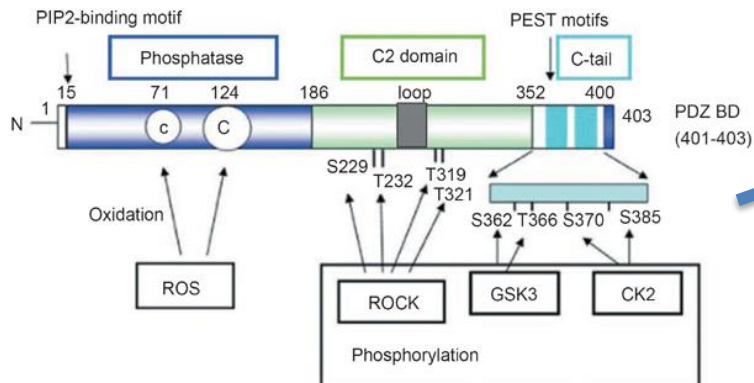 PIP2-binding motif
PEST motifs
Phosphatase
C2 domain
C-tail
15 71 124 186 loop 352 400
N 1 c C 403 PDZ BD
(401-403)
S229 T319
T232 T321
S362 T366 S370 S385
Oxidation
ROS ROCK GSK3 CK2
Phosphorylation